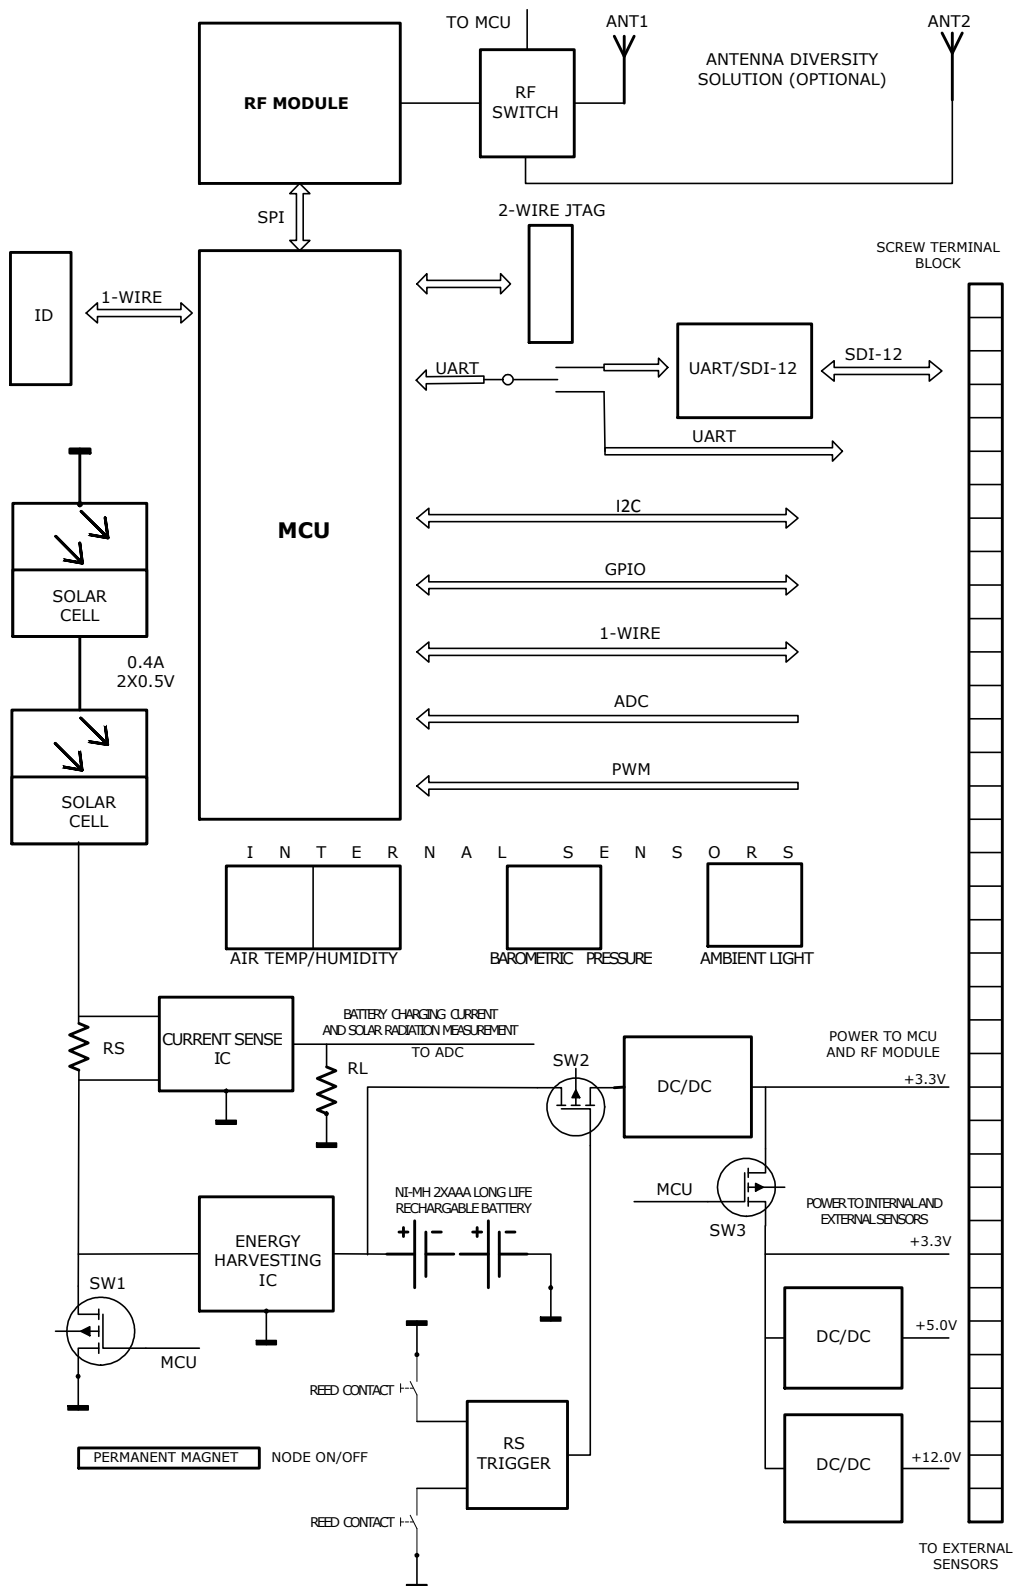 TO MCU
ANT1
ANT2
ANTENNA DIVERSITY
SOLUTION (OPTIONAL)
RF MODULE
RF
SWITCH
SPI
2-WIRE JTAG
SCREW TERMINAL
BLOCK
ID
1-WIRE
UART
UART/SDI-12
SDI-12
UART
MCU
I2C
GPIO
1-WIRE
ADC
PWM
SOLAR
CELL
0.4A
2X0.5V
SOLAR
CELL
INTERNAL SENSORS
AIR TEMP/HUMIDITY
BAROMETRIC PRESSURE
AMBIENT LIGHT
RS
CURRENT SENSE
IC
BATTERY CHARGING CURRENT
AND SOLAR RADIATION MEASUREMENT
TO ADC
RL
SW2
DC/DC
POWER TO MCU
AND RF MODULE
+3.3V
MCU
SW3
POWER TO INTERNAL AND
EXTERNAL SENSORS
+3.3V
NI-MH 2XAAA LONG LIFE
RECHARGABLE BATTERY
+ − + −
ENERGY
HARVESTING
IC
SW1
MCU
DC/DC
+5.0V
REED CONTACT
RS
TRIGGER
PERMANENT MAGNET
NODE ON/OFF
DC/DC
+12.0V
REED CONTACT
TO EXTERNAL
SENSORS